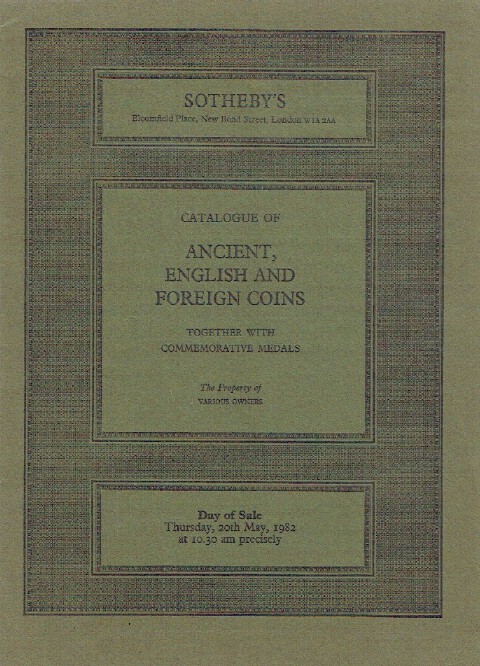 SOTHEBY'S
Bloomfield Place, New Bond Street, London W1A 2AA
CATALOGUE OF
ANCIENT,
ENGLISH AND
FOREIGN COINS
TOGETHER WITH
COMMEMORATIVE MEDALS
The Property of
VARIOUS OWNERS
Day of Sale
Thursday, 20th May, 1982
at 10.30 am precisely